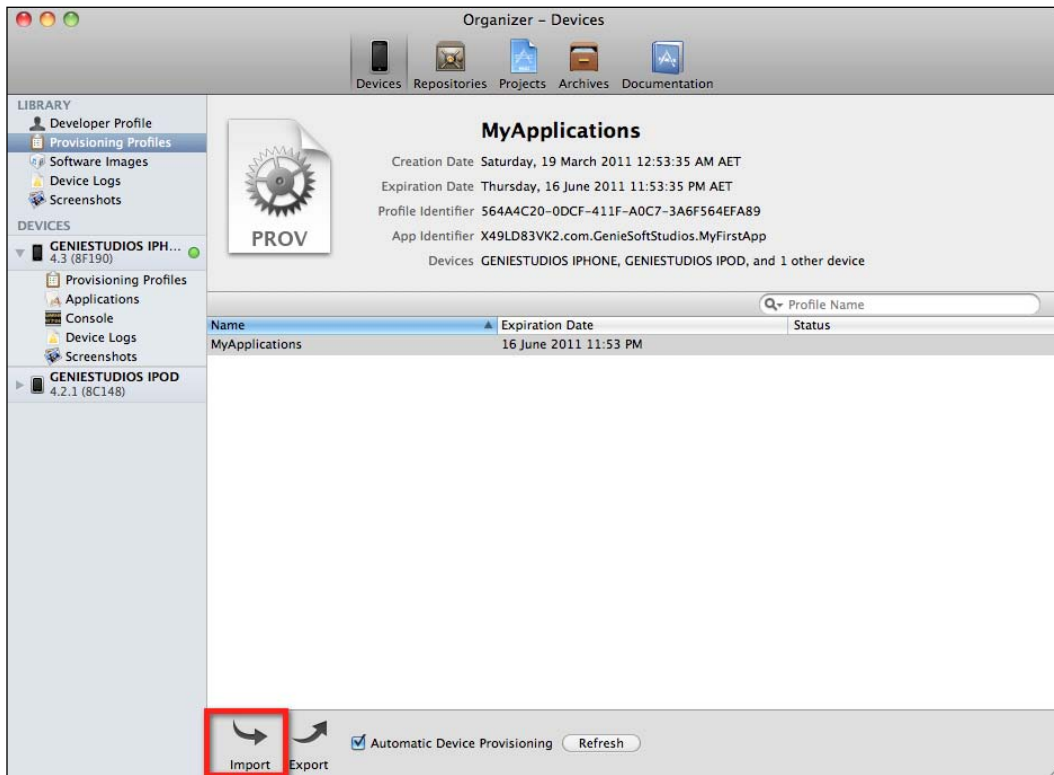 Organizer – Devices
Devices Repositories Projects Archives Documentation
LIBRARY
Developer Profile
Provisioning Profiles
Software Images
Device Logs
Screenshots
DEVICES
GENIESTUDIOS IPH...
4.3 (8F190)
Provisioning Profiles
Applications
Console
Device Logs
Screenshots
GENIESTUDIOS IPOD
4.2.1 (8C148)
PROV
MyApplications
Creation Date Saturday, 19 March 2011 12:53:35 AM AET
Expiration Date Thursday, 16 June 2011 11:53:35 PM AET
Profile Identifier 564A4C20-0DCF-411F-A0C7-3A6F564EFA89
App Identifier X49LD83VK2.com.GenieSoftStudios.MyFirstApp
Devices GENIESTUDIOS IPHONE, GENIESTUDIOS IPOD, and 1 other device
Profile Name
Name Expiration Date Status
MyApplications 16 June 2011 11:53 PM
Import Export Automatic Device Provisioning Refresh